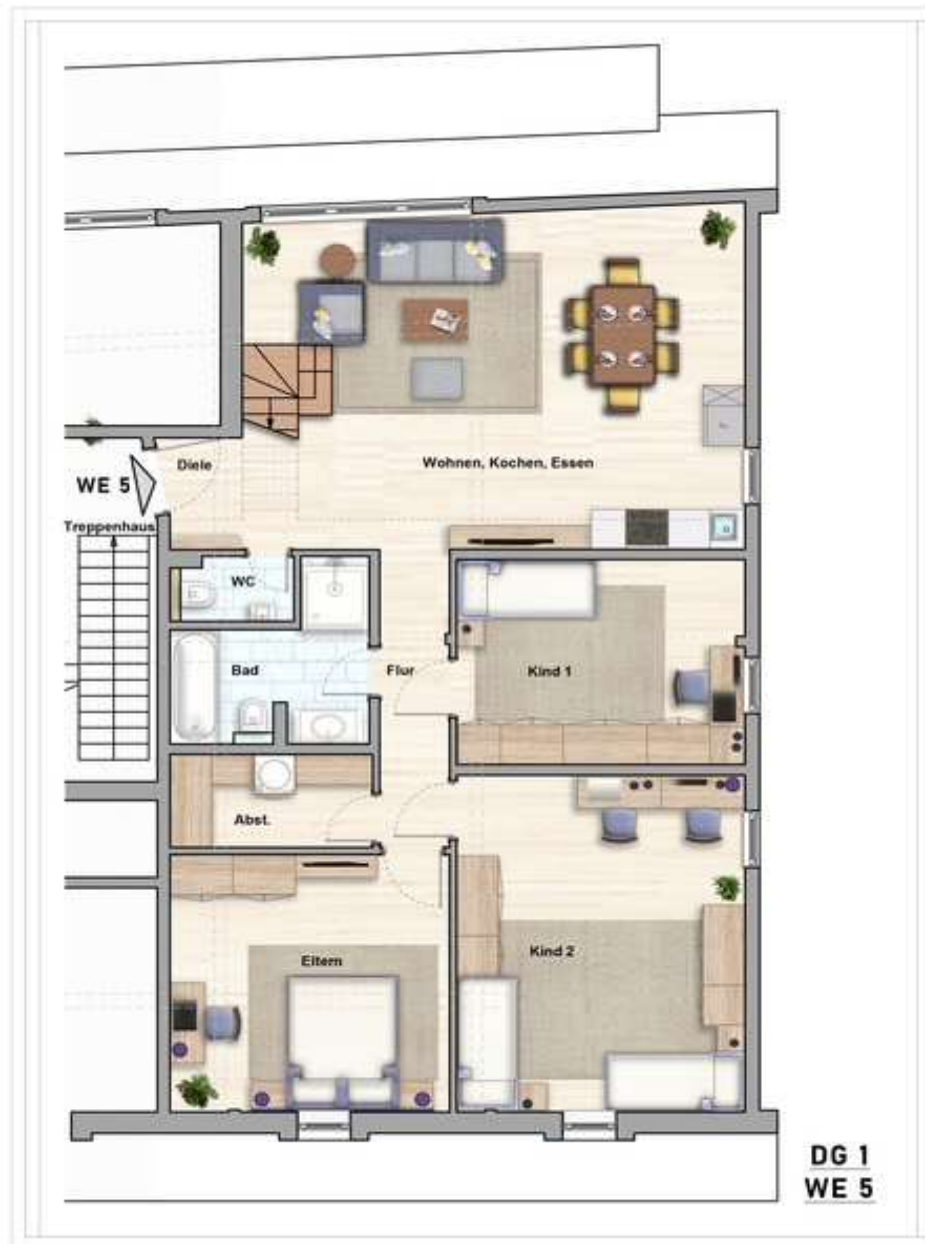 Diele
WE 5
Wohnen, Kochen, Essen
Treppenhaus
WC
Bad
Flur
Kind 1
Abst.
Kind 2
Eltern
DG 1
WE 5